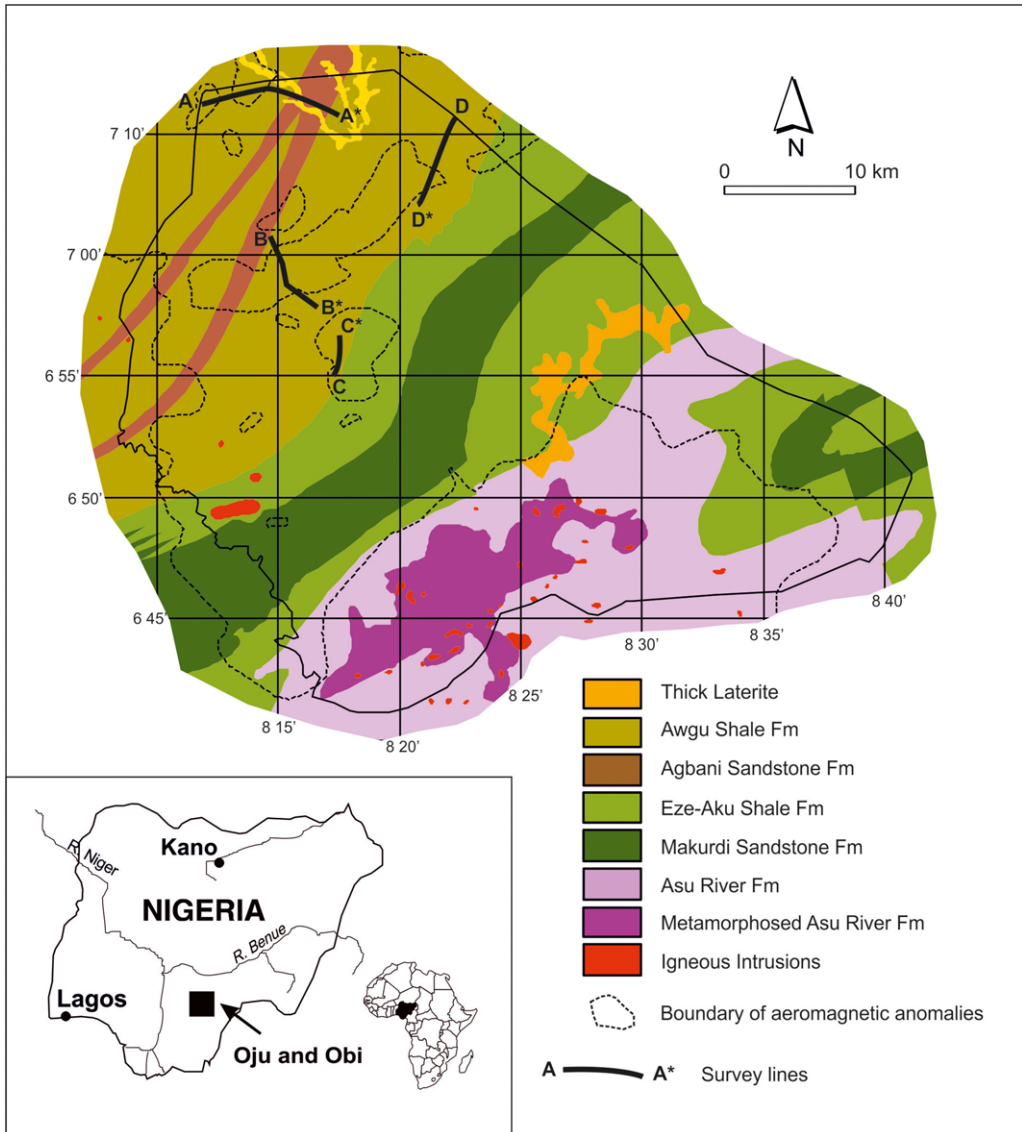 A
A*
D
N
0 10 km
7 10'
D*
B
7 00'
B*
C*
6 55'
C
6 50'
6 45'
8 40'
8 35'
8 30'
8 25'
8 15'
8 20'
Thick Laterite
Awgu Shale Fm
Agbani Sandstone Fm
Eze-Aku Shale Fm
Makurdi Sandstone Fm
Asu River Fm
Metamorphosed Asu River Fm
Igneous Intrusions
Boundary of aeromagnetic anomalies
A A* Survey lines
Kano
R. Niger
NIGERIA
R. Benue
Lagos
Oju and Obi